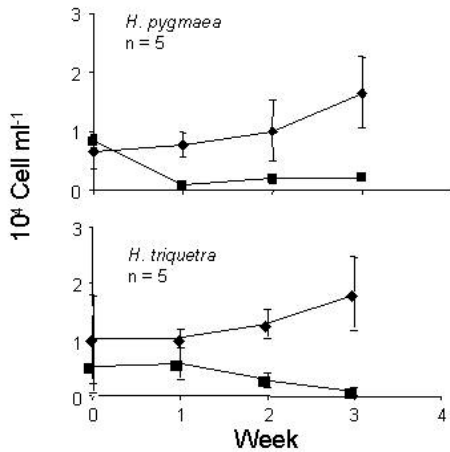 H. pygmaea
n = 5
3
2
1
0
10⁴ Cell ml⁻¹
H. triquetra
n = 5
3
2
1
0
0 1 2 3 4
Week